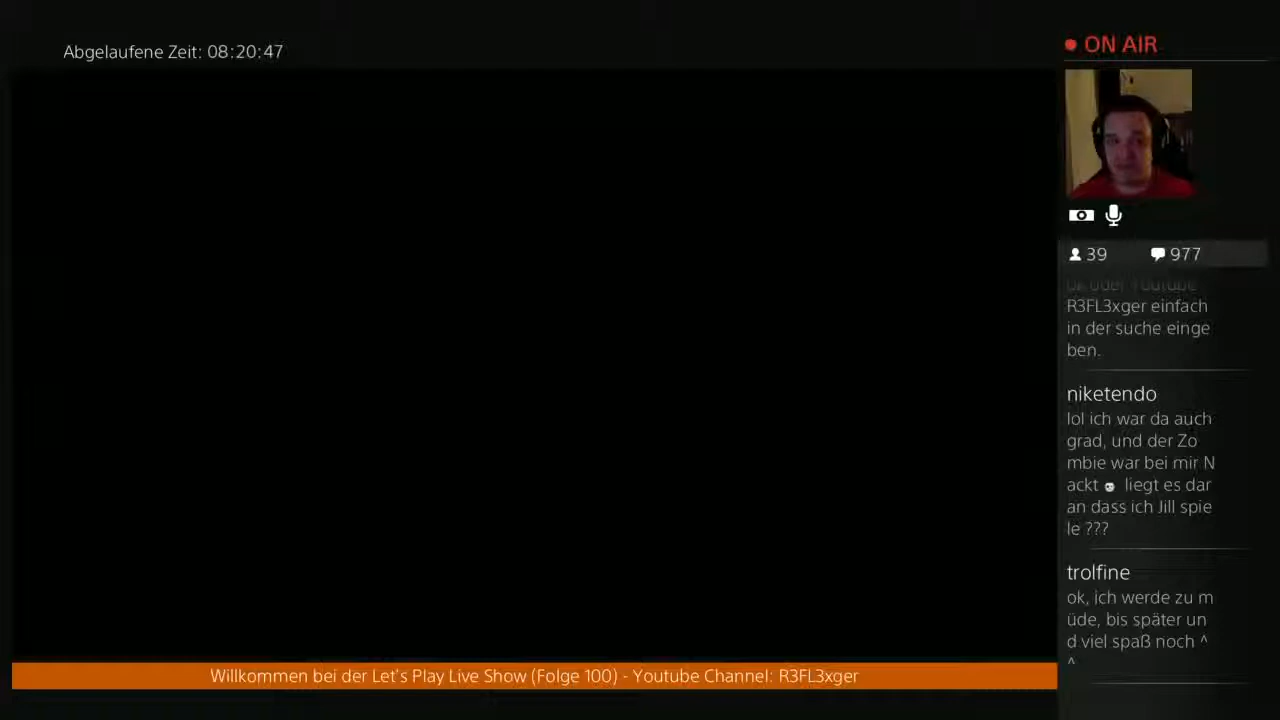 Abgelaufene Zeit: 08:20:47
ON AIR
39 977
R3FL3xger einfach
in der suche einge
ben.
niketendo
lol ich war da auch
grad, und der Zo
mbie war bei mir N
ackt liegt es dar
an dass ich Jill spie
le ???
trolfine
ok, ich werde zu m
üde, bis später un
d viel spaß noch ^
^
Willkommen bei der Let's Play Live Show (Folge 100) - Youtube Channel: R3FL3xger